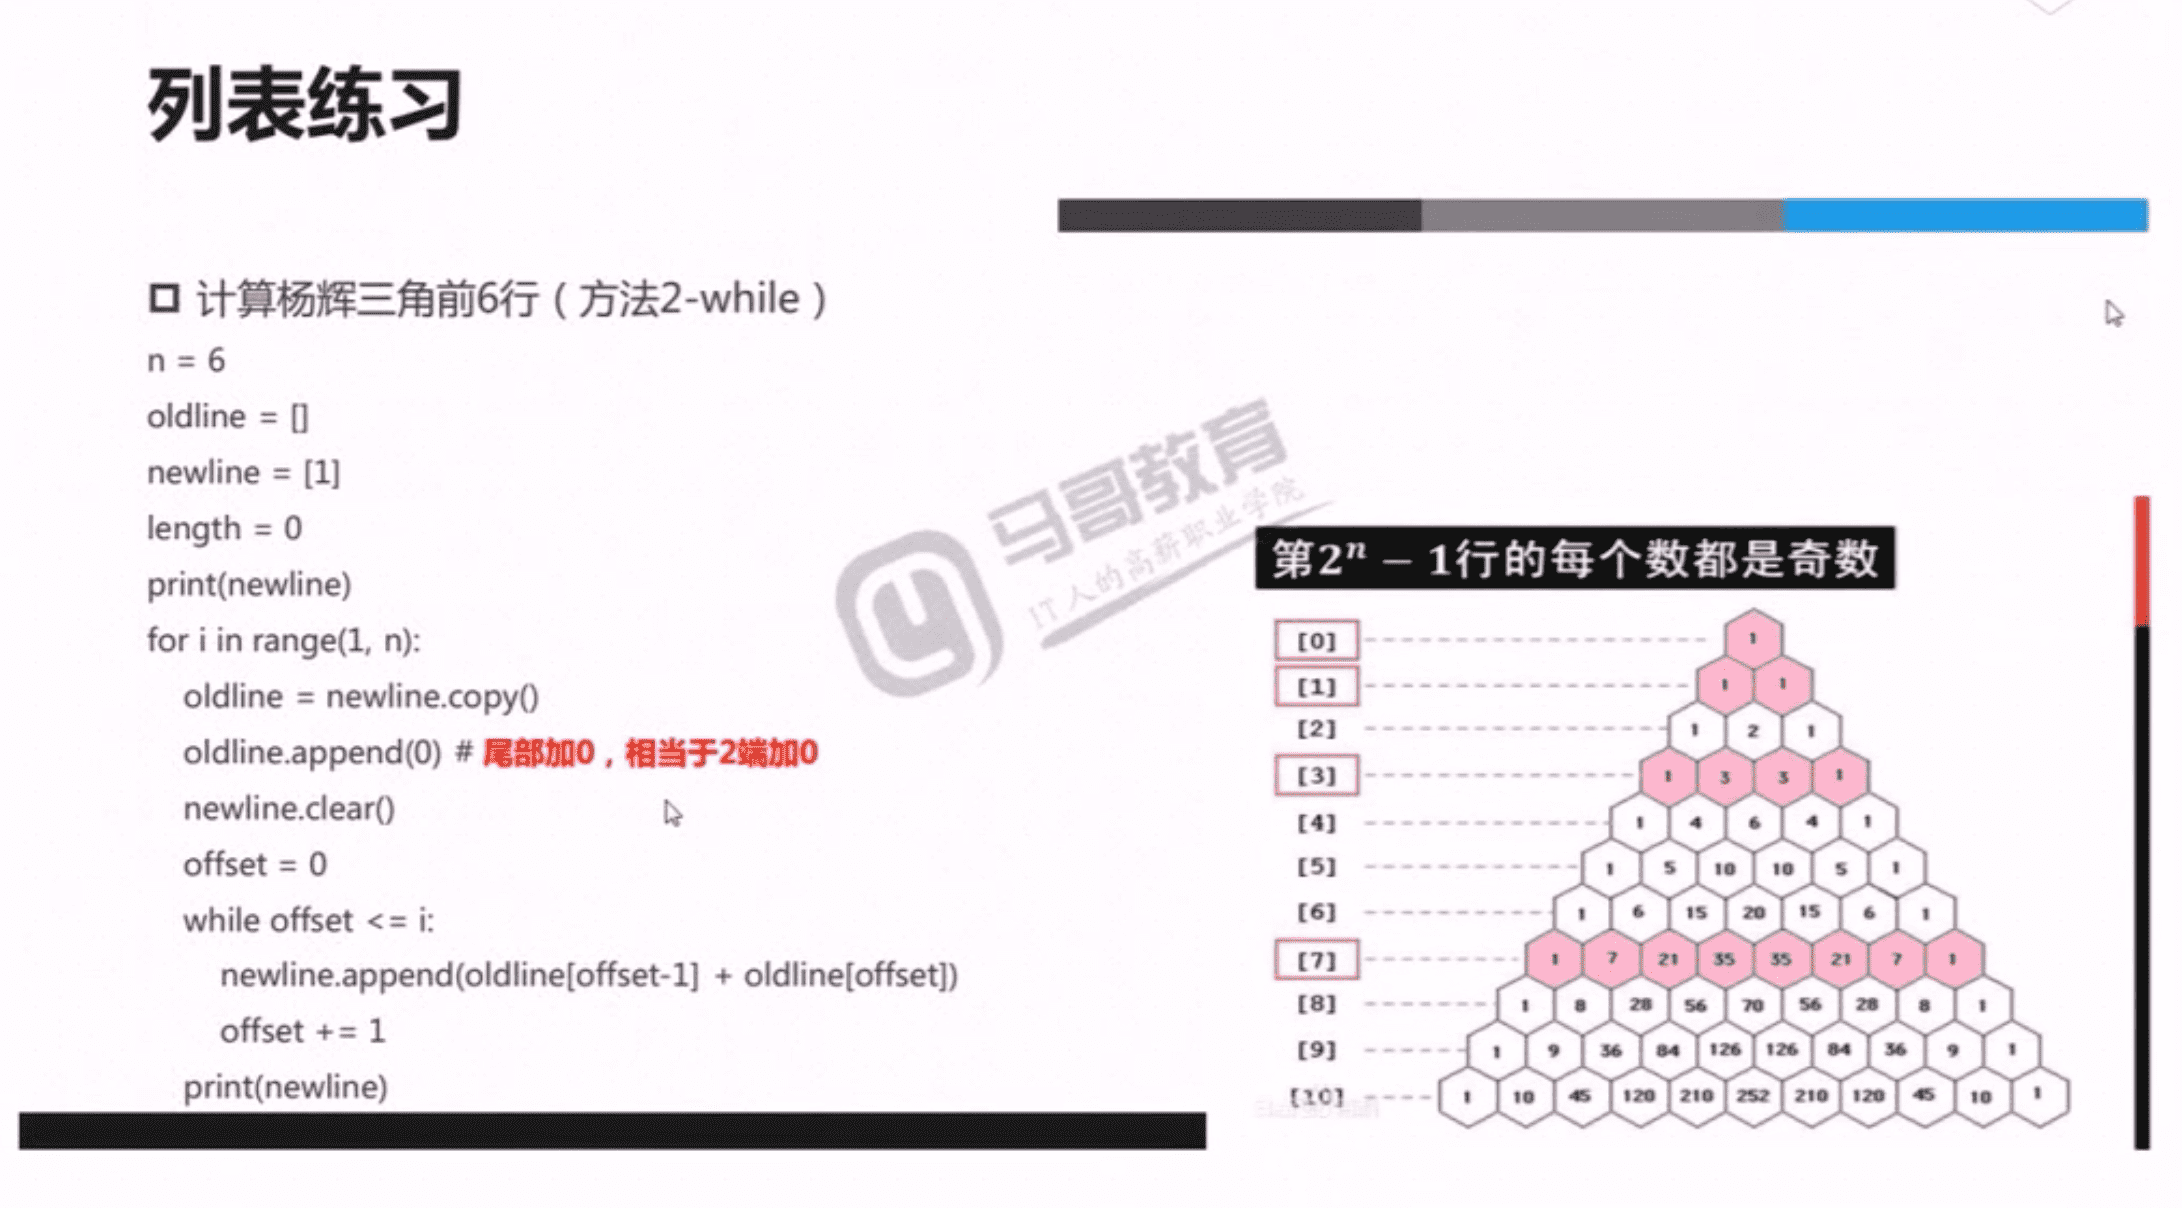 列表练习
计算杨辉三角前6行（方法2-while）
n = 6
oldline = []
newline = [1]
length = 0
print(newline)
for i in range(1, n):
oldline = newline.copy()
oldline.append(0) # 尾部加0，相当于2端加0
newline.clear()
offset = 0
while offset <= i:
newline.append(oldline[offset-1] + oldline[offset])
offset += 1
print(newline)
马哥教育
IT人的高薪职业学院
第2ⁿ − 1行的每个数都是奇数
[0] 1
[1] 1 1
[2] 1 2 1
[3] 1 3 3 1
[4] 1 4 6 4 1
[5] 1 5 10 10 5 1
[6] 1 6 15 20 15 6 1
[7] 1 7 21 35 35 21 7 1
[8] 1 8 28 56 70 56 28 8 1
[9] 1 9 36 84 126 126 84 36 9 1
[10] 1 10 45 120 210 252 210 120 45 10 1